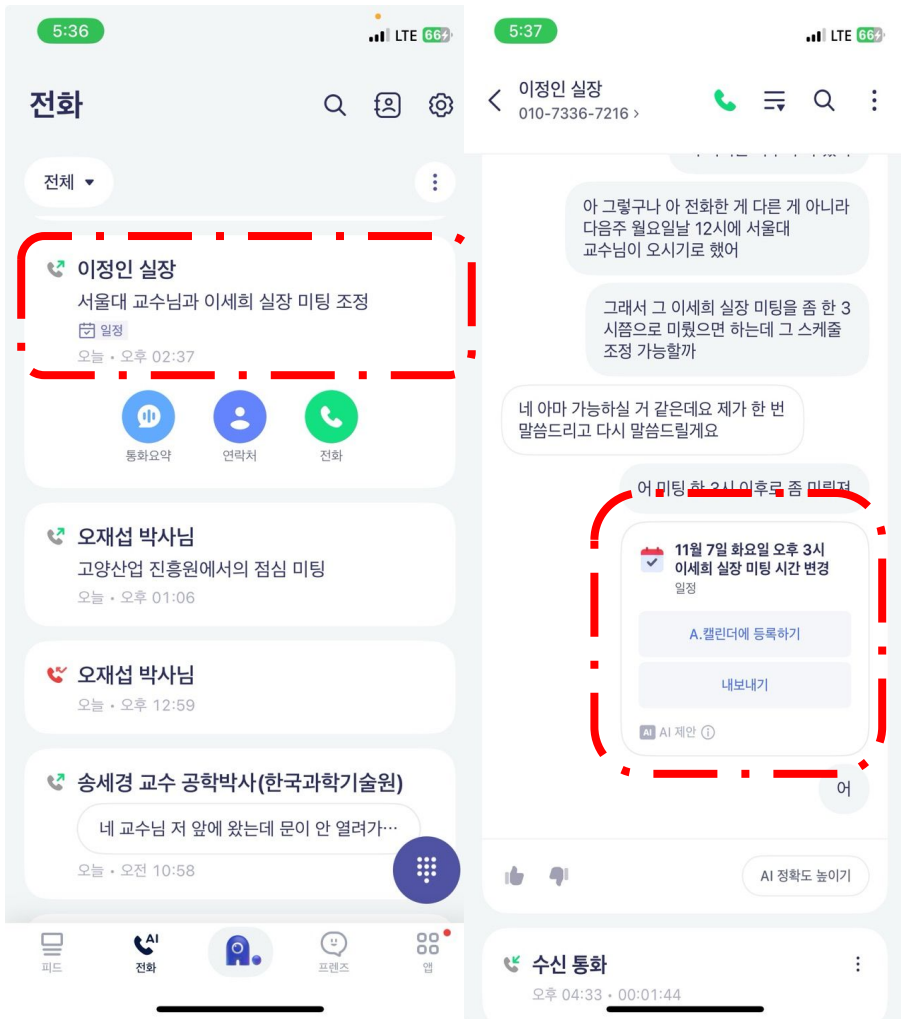 5:36
LTE 66
전화
전체
이정인 실장
서울대 교수님과 이세희 실장 미팅 조정
일정
오늘 • 오후 02:37
통화요약
연락처
전화
오재섭 박사님
고양산업 진흥원에서의 점심 미팅
오늘 • 오후 01:06
오재섭 박사님
오늘 • 오후 12:59
송세경 교수 공학박사(한국과학기술원)
네 교수님 저 앞에 왔는데 문이 안 열려가…
오늘 • 오전 10:58
피드
AI
전화
프렌즈
앱
5:37
LTE 66
이정인 실장
010-7336-7216 >
아 그렇구나 아 전화한 게 다른 게 아니라
다음주 월요일날 12시에 서울대
교수님이 오시기로 했어
그래서 그 이세희 실장 미팅을 좀 한 3
시쯤으로 미뤘으면 하는데 그 스케줄
조정 가능할까
네 아마 가능하실 거 같은데요 제가 한 번
말씀드리고 다시 말씀드릴게요
어 미팅 한 3시 이후로 좀 미뤄져
11월 7일 화요일 오후 3시
이세희 실장 미팅 시간 변경
일정
A.캘린더에 등록하기
내보내기
AI AI 제안
어
AI 정확도 높이기
수신 통화
오후 04:33 • 00:01:44